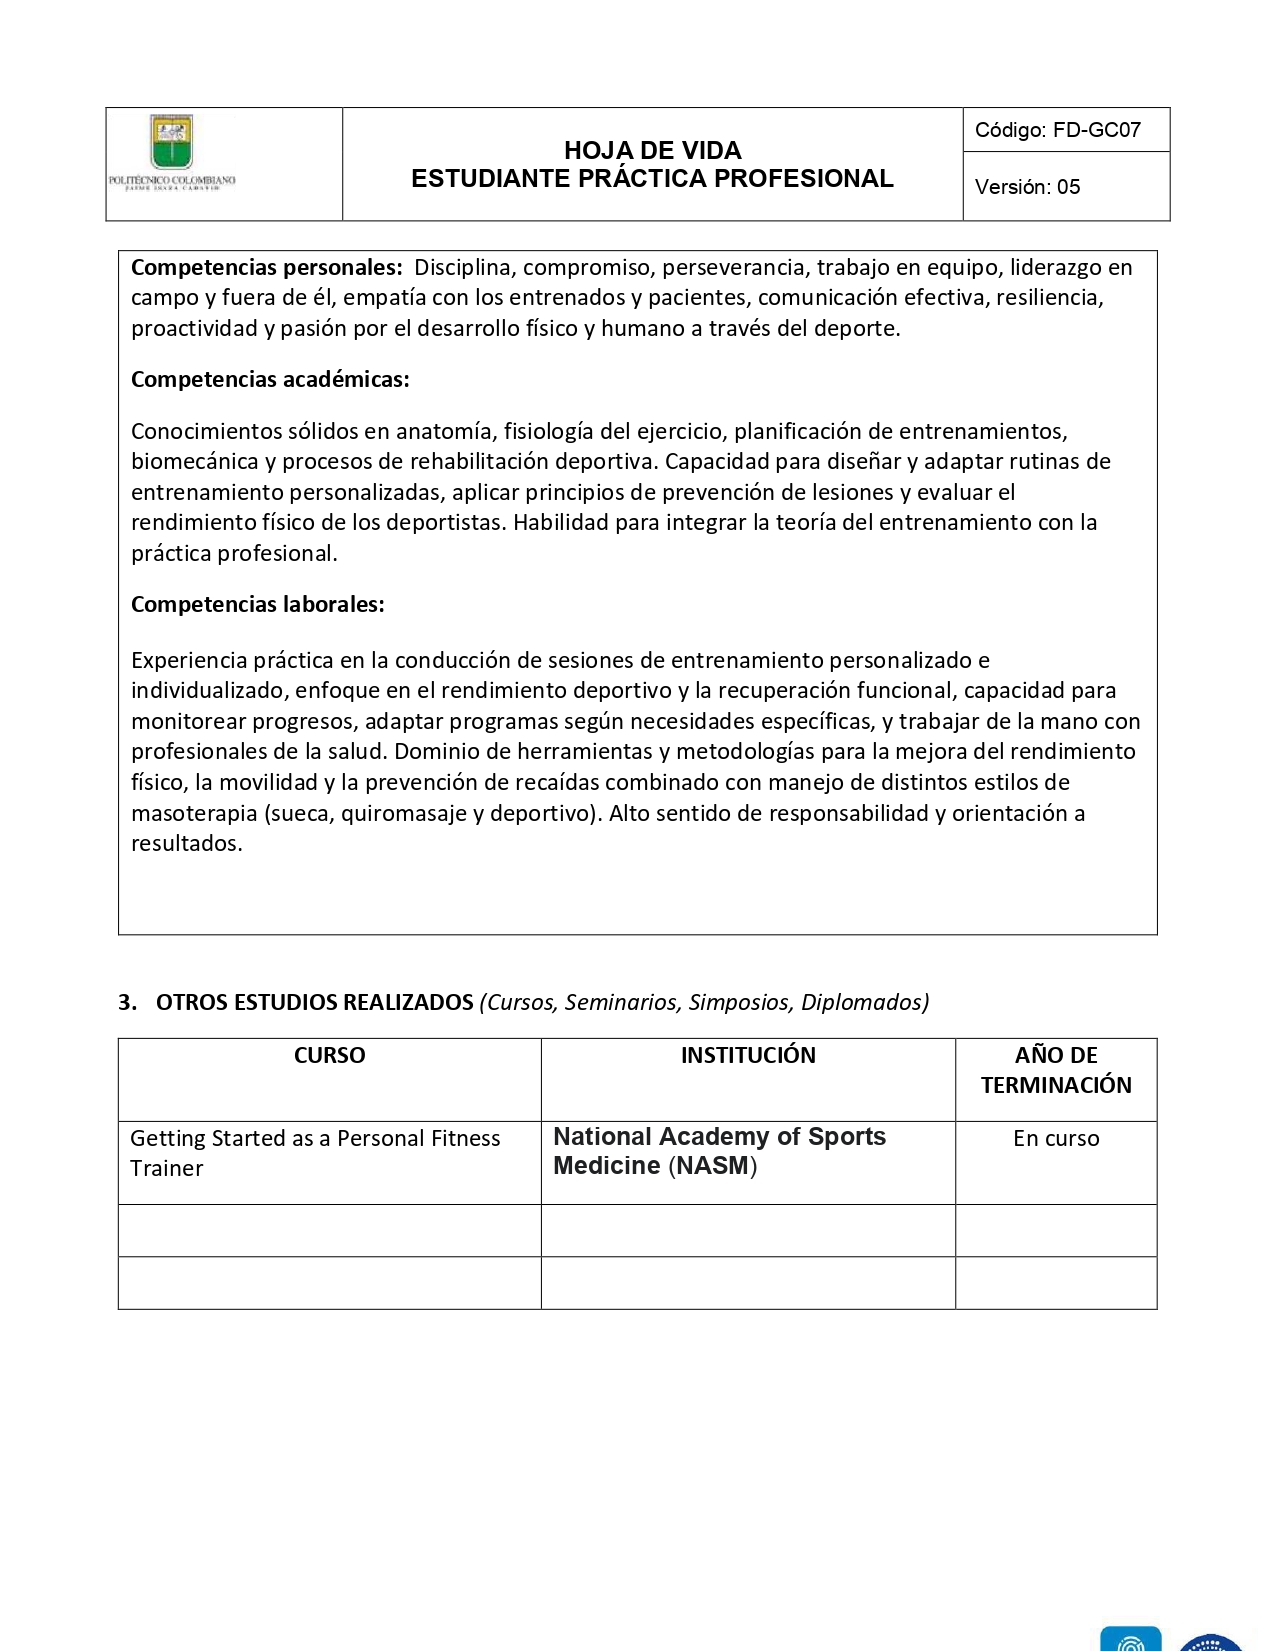 POLITÉCNICO COLOMBIANO
JAIME ISAZA CADAVID
HOJA DE VIDA
ESTUDIANTE PRÁCTICA PROFESIONAL
Código: FD-GC07
Versión: 05
Competencias personales: Disciplina, compromiso, perseverancia, trabajo en equipo, liderazgo en
campo y fuera de él, empatía con los entrenados y pacientes, comunicación efectiva, resiliencia,
proactividad y pasión por el desarrollo físico y humano a través del deporte.
Competencias académicas:
Conocimientos sólidos en anatomía, fisiología del ejercicio, planificación de entrenamientos,
biomecánica y procesos de rehabilitación deportiva. Capacidad para diseñar y adaptar rutinas de
entrenamiento personalizadas, aplicar principios de prevención de lesiones y evaluar el
rendimiento físico de los deportistas. Habilidad para integrar la teoría del entrenamiento con la
práctica profesional.
Competencias laborales:
Experiencia práctica en la conducción de sesiones de entrenamiento personalizado e
individualizado, enfoque en el rendimiento deportivo y la recuperación funcional, capacidad para
monitorear progresos, adaptar programas según necesidades específicas, y trabajar de la mano con
profesionales de la salud. Dominio de herramientas y metodologías para la mejora del rendimiento
físico, la movilidad y la prevención de recaídas combinado con manejo de distintos estilos de
masoterapia (sueca, quiromasaje y deportivo). Alto sentido de responsabilidad y orientación a
resultados.
3. OTROS ESTUDIOS REALIZADOS (Cursos, Seminarios, Simposios, Diplomados)
CURSO
INSTITUCIÓN
AÑO DE
TERMINACIÓN
Getting Started as a Personal Fitness
Trainer
National Academy of Sports
Medicine (NASM)
En curso